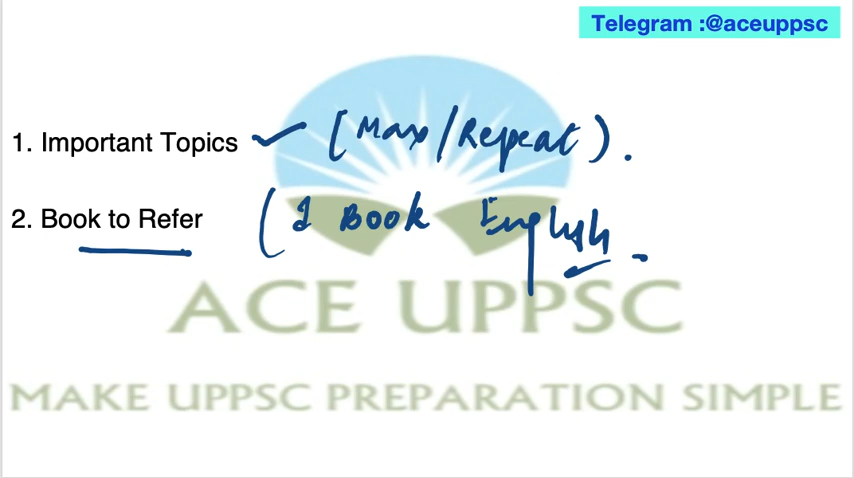 Telegram :@aceuppsc
1. Important Topics (Max/Repeat).
2. Book to Refer (1 Book English.
ACE UPPSC
MAKE UPPSC PREPARATION SIMPLE